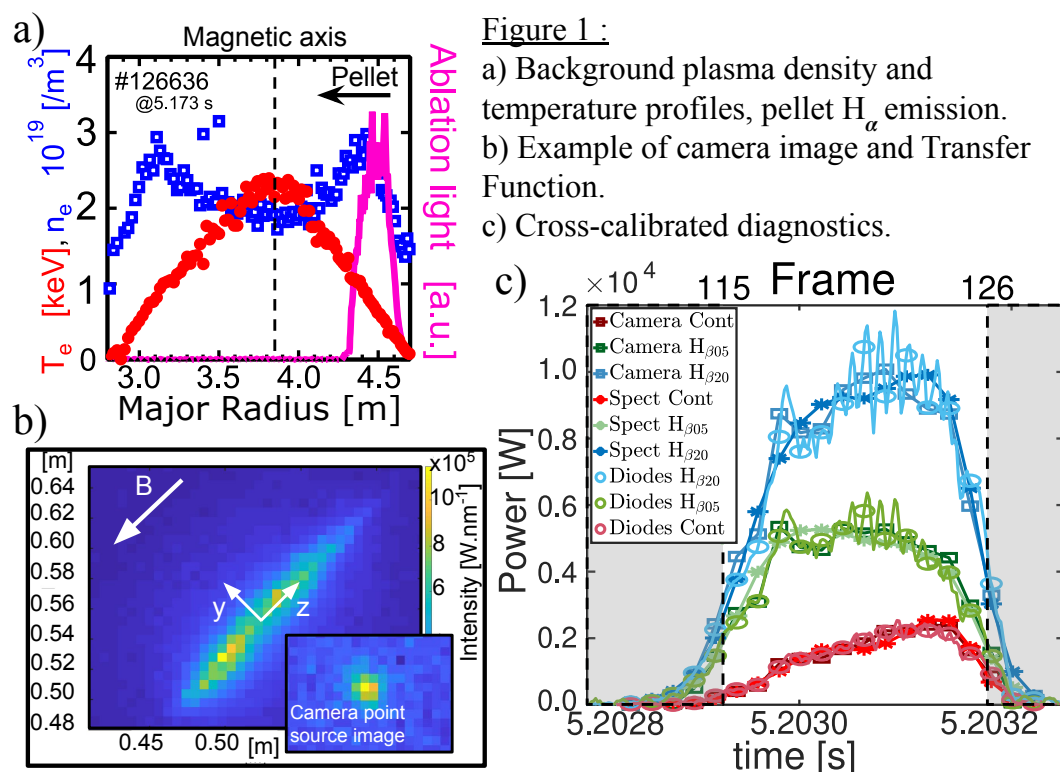 a)
Magnetic axis
#126636
@5.173 s
Pellet
4
3
2
1
0
T_e [keV], n_e 10^19 [/m^3]
Ablation light [a.u.]
3.0 3.5 4.0 4.5
Major Radius [m]
Figure 1 :
a) Background plasma density and
temperature profiles, pellet H_α emission.
b) Example of camera image and Transfer
Function.
c) Cross-calibrated diagnostics.
b)
[m]
0.64
0.62
0.60
0.58
0.56
0.54
0.52
0.50
0.48
B
y
z
Camera point
source image
0.45 0.50 [m]
x10^5
10^-1
8
6
Intensity [W.nm^-1]
c)
×10^4
115 Frame 126
1.2
1.0
0.8
0.6
0.4
0.2
0.0
Power [W]
Camera Cont
Camera H_β05
Camera H_β20
Spect Cont
Spect H_β05
Spect H_β20
Diodes H_β20
Diodes H_β05
Diodes Cont
5.2028 5.2030 5.2032
time [s]